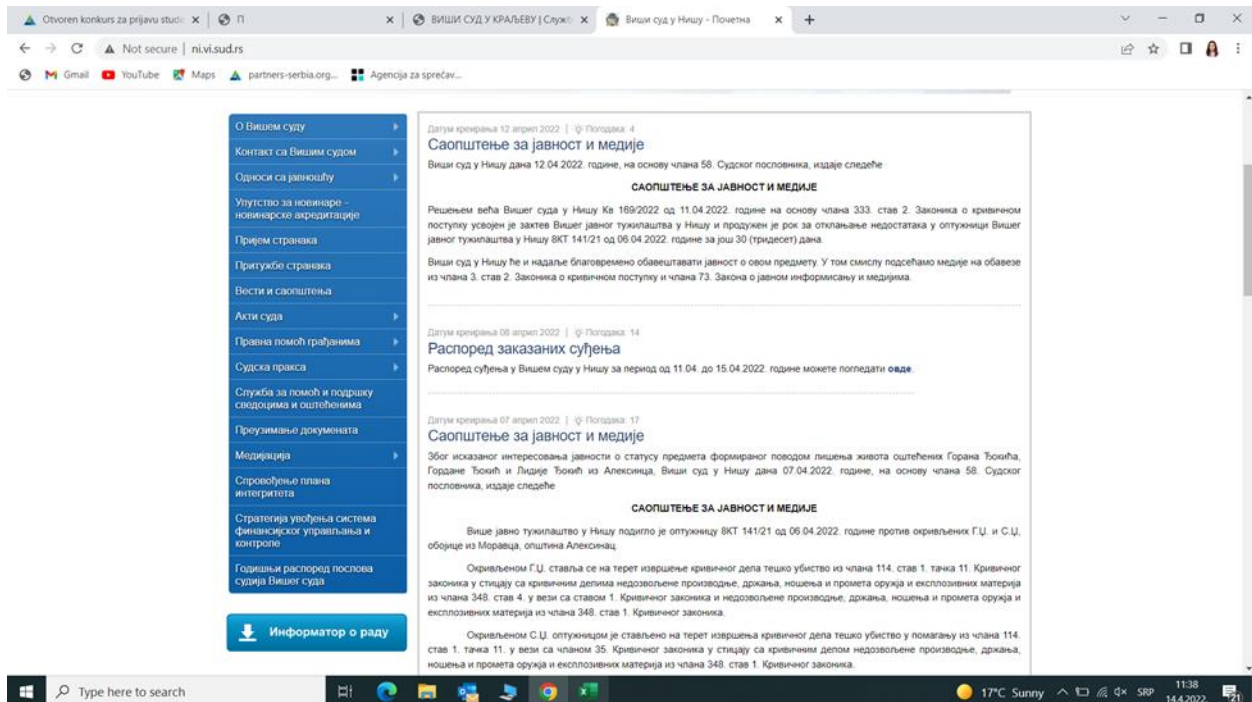 Otvoren konkurs za prijavu stude
П
ВИШИ СУД У КРАЉЕВУ | Служб
Виши суд у Нишу - Почетна
Not secure | ni.vi.sud.rs
Gmail
YouTube
Maps
partners-serbia.org...
Agencija za sprečav...
О Вишем суду
Контакт са Вишим судом
Односи са јавношћу
Упутство за новинаре –
новинарске акредитације
Пријем странака
Притужбе странака
Вести и саопштења
Акти суда
Правна помоћ грађанима
Судска пракса
Служба за помоћ и подршку
сведоцима и оштећенима
Преузимање докумената
Медијација
Спровођење плана
интегритета
Стратегија увођења система
финансијског управљања и
контроле
Годишњи распоред послова
судија Вишег суда
Информатор о раду
Датум креирања 12 април 2022 | Погодака: 4
Саопштење за јавност и медије
Виши суд у Нишу дана 12.04.2022. године, на основу члана 58. Судског пословника, издаје следеће
САОПШТЕЊЕ ЗА ЈАВНОСТ И МЕДИЈЕ
Решењем већа Вишег суда у Нишу Кв 169/2022 од 11.04.2022. године на основу члана 333. став 2. Законика о кривичном
поступку усвојен је захтев Вишег јавног тужилаштва у Нишу и продужен је рок за отклањање недостатака у оптужници Вишег
јавног тужилаштва у Нишу 8КТ 141/21 од 06.04.2022. године за још 30 (тридесет) дана.
Виши суд у Нишу ће и надаље благовремено обавештавати јавност о овом предмету. У том смислу подсећамо медије на обавезе
из члана 3. став 2. Законика о кривичном поступку и члана 73. Закона о јавном информисању и медијима.
Датум креирања 08 април 2022 | Погодака: 14
Распоред заказаних суђења
Распоред суђења у Вишем суду у Нишу за период од 11.04. до 15.04.2022. године можете погледати овде.
Датум креирања 07 април 2022 | Погодака: 17
Саопштење за јавност и медије
Због исказаног интересовања јавности о статусу предмета формираног поводом лишења живота оштећених Горана Ђокића,
Гордане Ђокић и Лидије Ђокић из Алексинца, Виши суд у Нишу дана 07.04.2022. године, на основу члана 58. Судског
пословника, издаје следеће
САОПШТЕЊЕ ЗА ЈАВНОСТ И МЕДИЈЕ
Више јавно тужилаштво у Нишу подигло је оптужницу 8КТ 141/21 од 06.04.2022. године против окривљених Г.Џ. и С.Џ,
обојице из Моравца, општина Алексинац.
Окривљеном Г.Џ. ставља се на терет извршење кривичног дела тешко убиство из члана 114. став 1. тачка 11. Кривичног
законика у стицају са кривичним делима недозвољене производње, држања, ношења и промета оружја и експлозивних материја
из члана 348. став 4. у вези са ставом 1. Кривичног законика и недозвољене производње, држања, ношења и промета оружја и
експлозивних материја из члана 348. став 1. Кривичног законика.
Окривљеном С.Џ. оптужницом је стављено на терет извршења кривичног дела тешко убиство у помагању из члана 114.
став 1. тачка 11. у вези са чланом 35. Кривичног законика у стицају са кривичним делом недозвољене производње, држања,
ношења и промета оружја и експлозивних материја из члана 348. став 1. Кривичног законика.
Type here to search
17°C Sunny
SRP
11:38
14.4.2022.
21